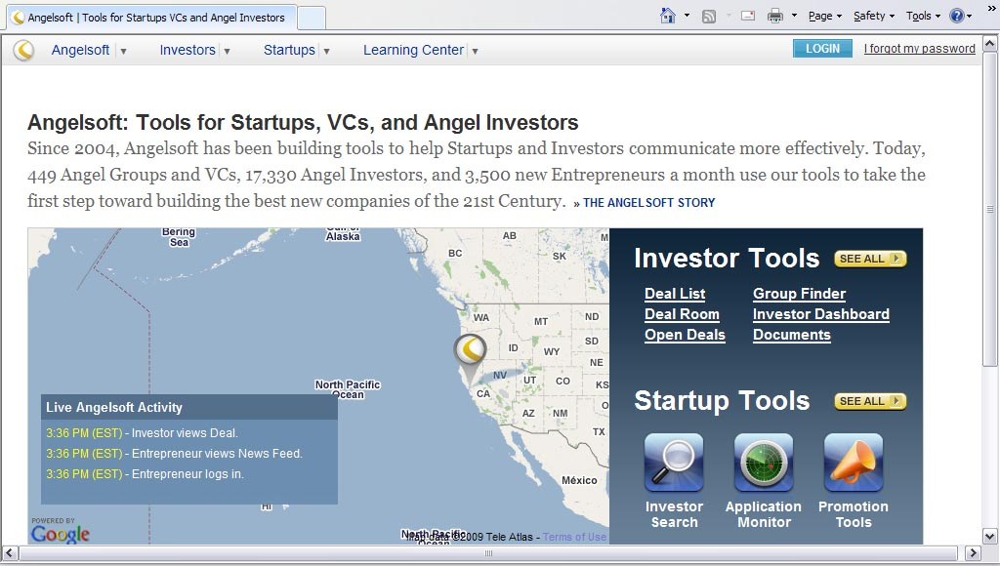 Angelsoft | Tools for Startups VCs and Angel Investors
Page Safety Tools
Angelsoft Investors Startups Learning Center LOGIN I forgot my password
Angelsoft: Tools for Startups, VCs, and Angel Investors
Since 2004, Angelsoft has been building tools to help Startups and Investors communicate more effectively. Today,
449 Angel Groups and VCs, 17,330 Angel Investors, and 3,500 new Entrepreneurs a month use our tools to take the
first step toward building the best new companies of the 21st Century. » THE ANGELSOFT STORY
Bering
Sea
Gulf of
Alaska
AB
BC
SK
M
WA
MT
ND
ID
SD
WY
NE
NV
UT
CO
KS
CA
O
AZ
NM
TX
North Pacific
Ocean
México
HI
North Pacific
Ocean
Live Angelsoft Activity
3:36 PM (EST) - Investor views Deal.
3:36 PM (EST) - Entrepreneur views News Feed.
3:36 PM (EST) - Entrepreneur logs in.
POWERED BY
Google
Map data ©2009 Tele Atlas - Terms of Use
Investor Tools SEE ALL
Deal List Group Finder
Deal Room Investor Dashboard
Open Deals Documents
Startup Tools SEE ALL
Investor
Search
Application
Monitor
Promotion
Tools